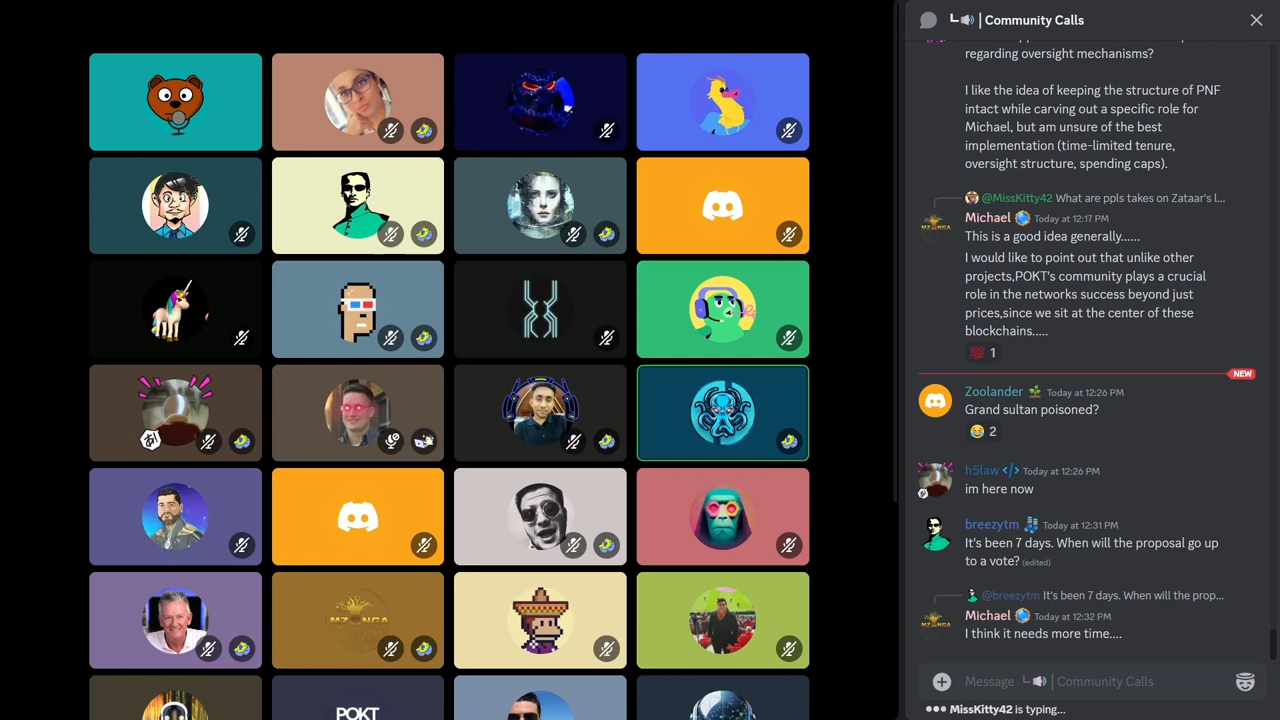 Community Calls
regarding oversight mechanisms?
I like the idea of keeping the structure of PNF
intact while carving out a specific role for
Michael, but am unsure of the best
implementation (time-limited tenure,
oversight structure, spending caps).
@MissKitty42 What are ppls takes on Zataar's l...
Michael Today at 12:17 PM
This is a good idea generally......
I would like to point out that unlike other
projects,POKT's community plays a crucial
role in the networks success beyond just
prices,since we sit at the center of these
blockchains.....
1
NEW
Zoolander Today at 12:26 PM
Grand sultan poisoned?
2
h5law </> Today at 12:26 PM
im here now
breezytm Today at 12:31 PM
It's been 7 days. When will the proposal go up
to a vote? (edited)
@breezytm It's been 7 days. When will the prop...
Michael Today at 12:32 PM
I think it needs more time....
Message Community Calls
MissKitty42 is typing...
MZONGA
POKT